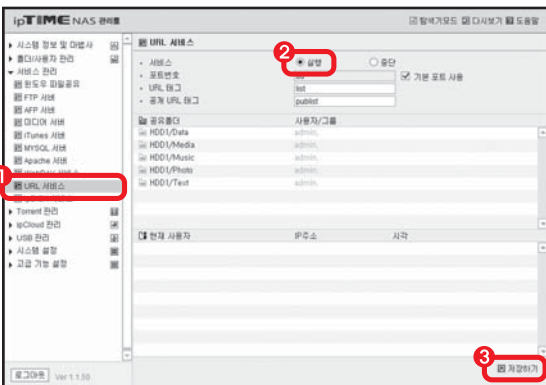 ipTIME NAS 관리툴
탐색기모드 다시보기 도움말
시스템 정보 및 마법사
폴더/사용자 관리
서비스 관리
윈도우 파일공유
FTP 서버
AFP 서버
미디어 서버
iTunes 서버
MYSQL 서버
Apache 서버
1
URL 서비스
Torrent 관리
ipCloud 관리
USB 관리
시스템 설정
고급 기능 설정
로그아웃 Ver 1.1.50
URL 서비스
2
서비스 실행 중단
포트번호 기본 포트 사용
URL 태그 list
공개 URL 태그 publist
공유폴더 사용자/그룹
HDD1/Data admin,
HDD1/Media admin,
HDD1/Music admin,
HDD1/Photo admin,
HDD1/Test admin,
현재 사용자 IP주소 시각
3
저장하기